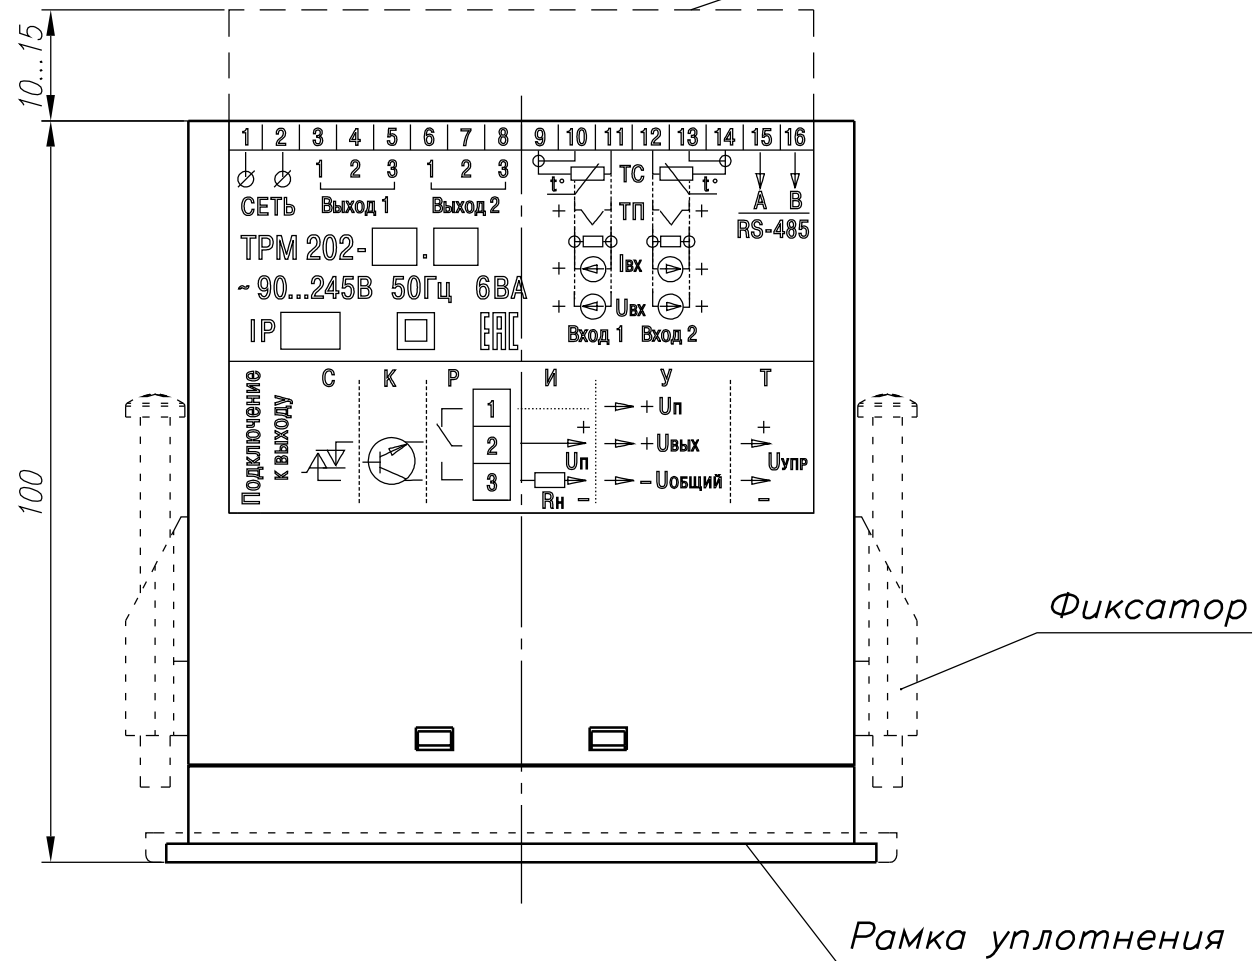 10...15
1 2 3 4 5 6 7 8 9 10 11 12 13 14 15 16
1 2 3 1 2 3 t° ТС t° A B
СЕТЬ Выход 1 Выход 2 + ТП + RS-485
ТРМ 202- .
+ Iвх +
~ 90...245В 50Гц 6ВА
+ Uвх +
IP EAC Вход 1 Вход 2
Подключение
к выходу
С К Р И У Т
1 + Uп
2 + Uп + Uвых + Uупр
3 Rн – – Uобщий –
100
Фиксатор
Рамка уплотнения